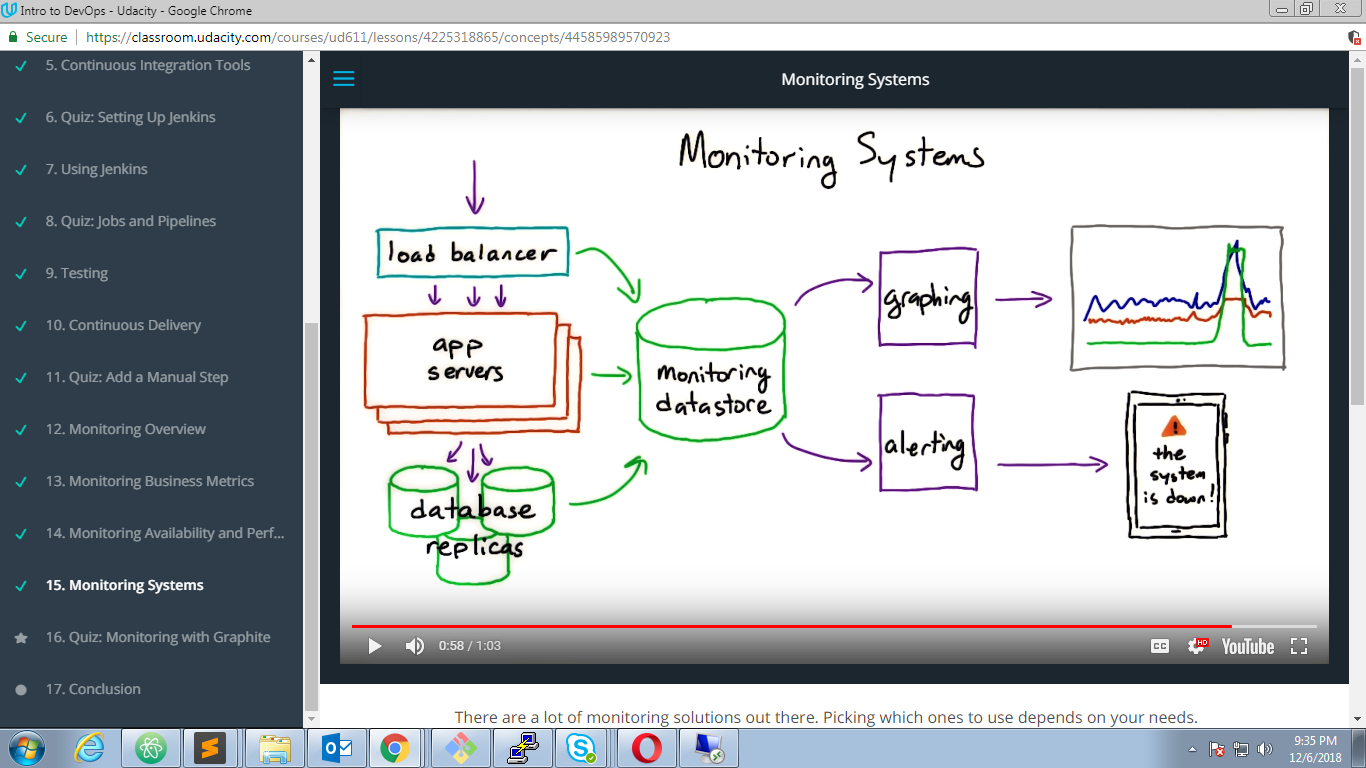 Intro to DevOps - Udacity - Google Chrome
Secure
https://classroom.udacity.com/courses/ud611/lessons/4225318865/concepts/44585989570923
5. Continuous Integration Tools
6. Quiz: Setting Up Jenkins
7. Using Jenkins
8. Quiz: Jobs and Pipelines
9. Testing
10. Continuous Delivery
11. Quiz: Add a Manual Step
12. Monitoring Overview
13. Monitoring Business Metrics
14. Monitoring Availability and Perf...
15. Monitoring Systems
16. Quiz: Monitoring with Graphite
17. Conclusion
Monitoring Systems
Monitoring Systems
load balancer
app
servers
database
replicas
monitoring
datastore
graphing
alerting
the
system
is down!
0:58 / 1:03
CC
HD
YouTube
There are a lot of monitoring solutions out there. Picking which ones to use depends on your needs.
9:35 PM
12/6/2018